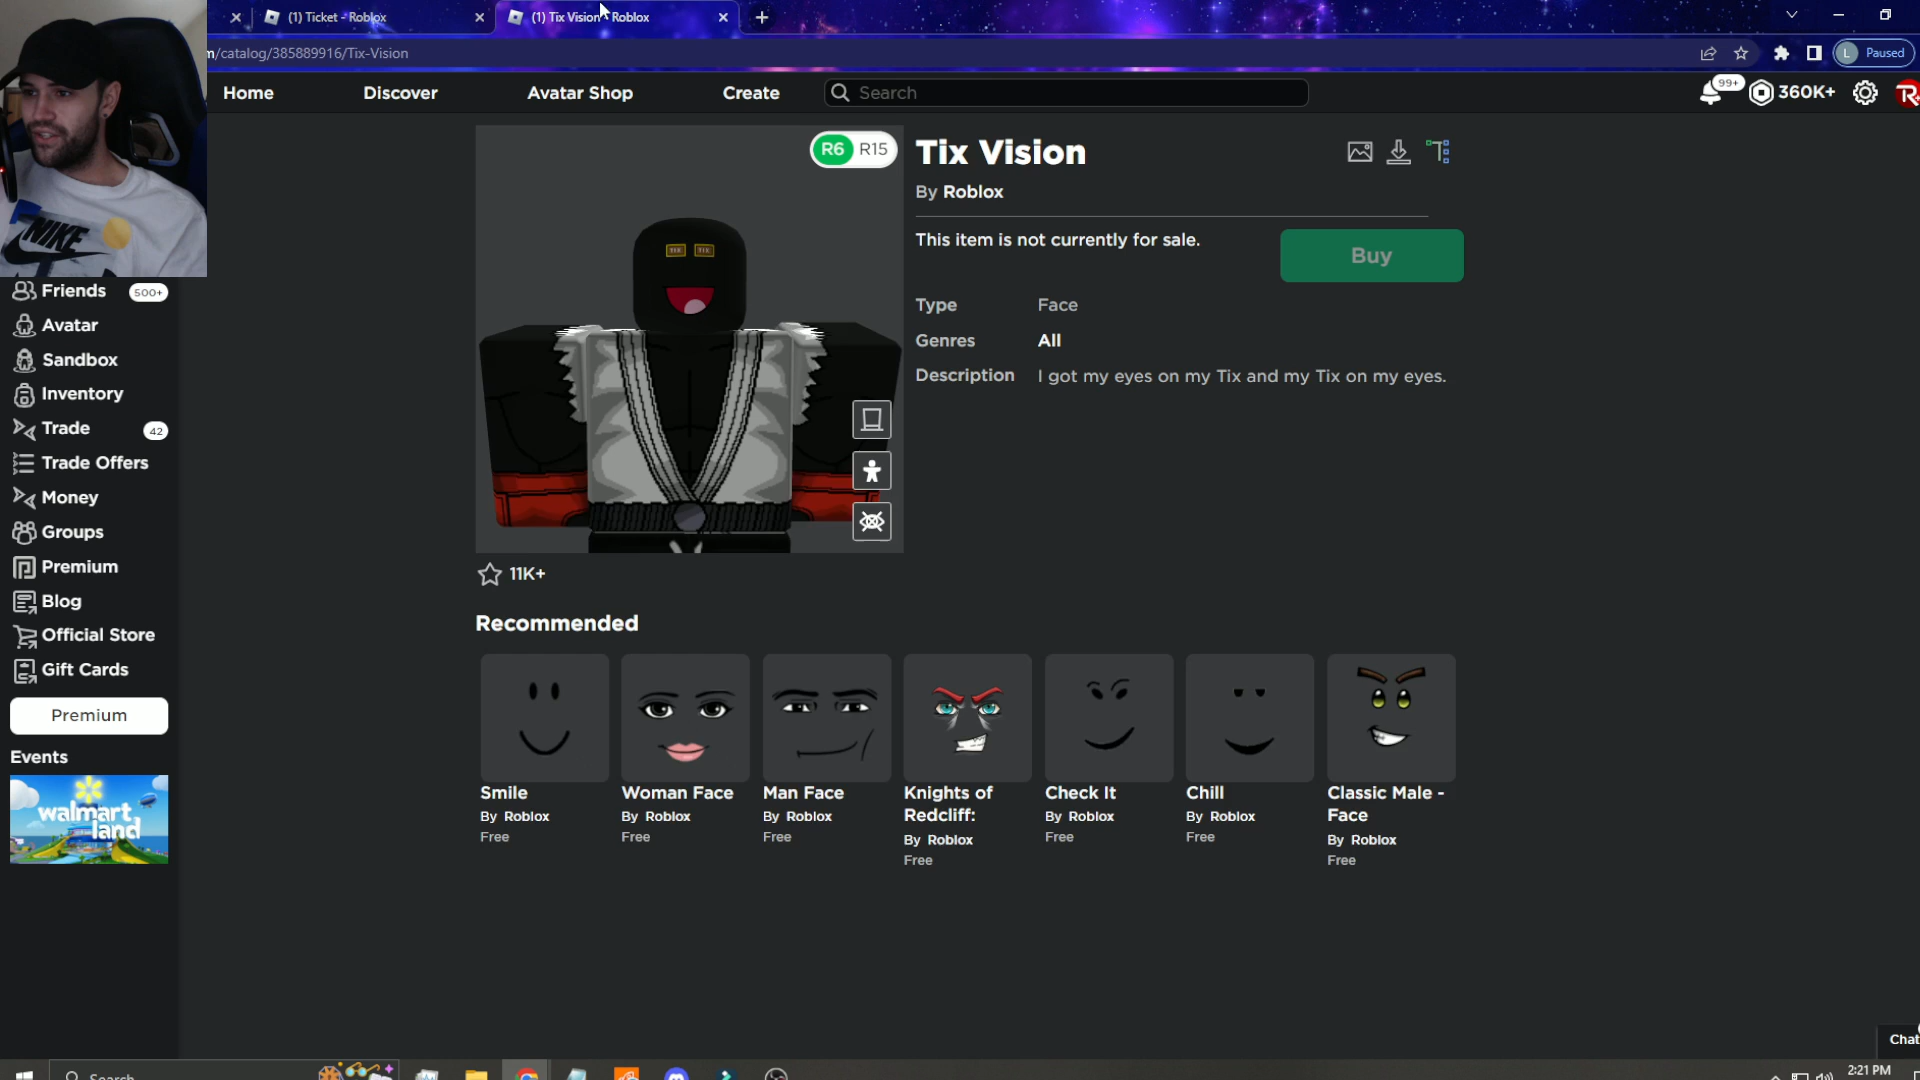 (1) Ticket - Roblox
(1) Tix Vision - Roblox
/catalog/385889916/Tix-Vision
L Paused
Home
Discover
Avatar Shop
Create
Search
99+
360K+
R6 R15
Tix Vision
By Roblox
This item is not currently for sale.
Buy
Type Face
Genres All
Description I got my eyes on my Tix and my Tix on my eyes.
NIKE
Friends 500+
Avatar
Sandbox
Inventory
Trade 42
Trade Offers
Money
Groups
Premium
Blog
Official Store
Gift Cards
Premium
Events
walmart
land
11K+
Recommended
Smile
By Roblox
Free
Woman Face
By Roblox
Free
Man Face
By Roblox
Free
Knights of
Redcliff:
By Roblox
Free
Check It
By Roblox
Free
Chill
By Roblox
Free
Classic Male -
Face
By Roblox
Free
Chat
Search
2:21 PM